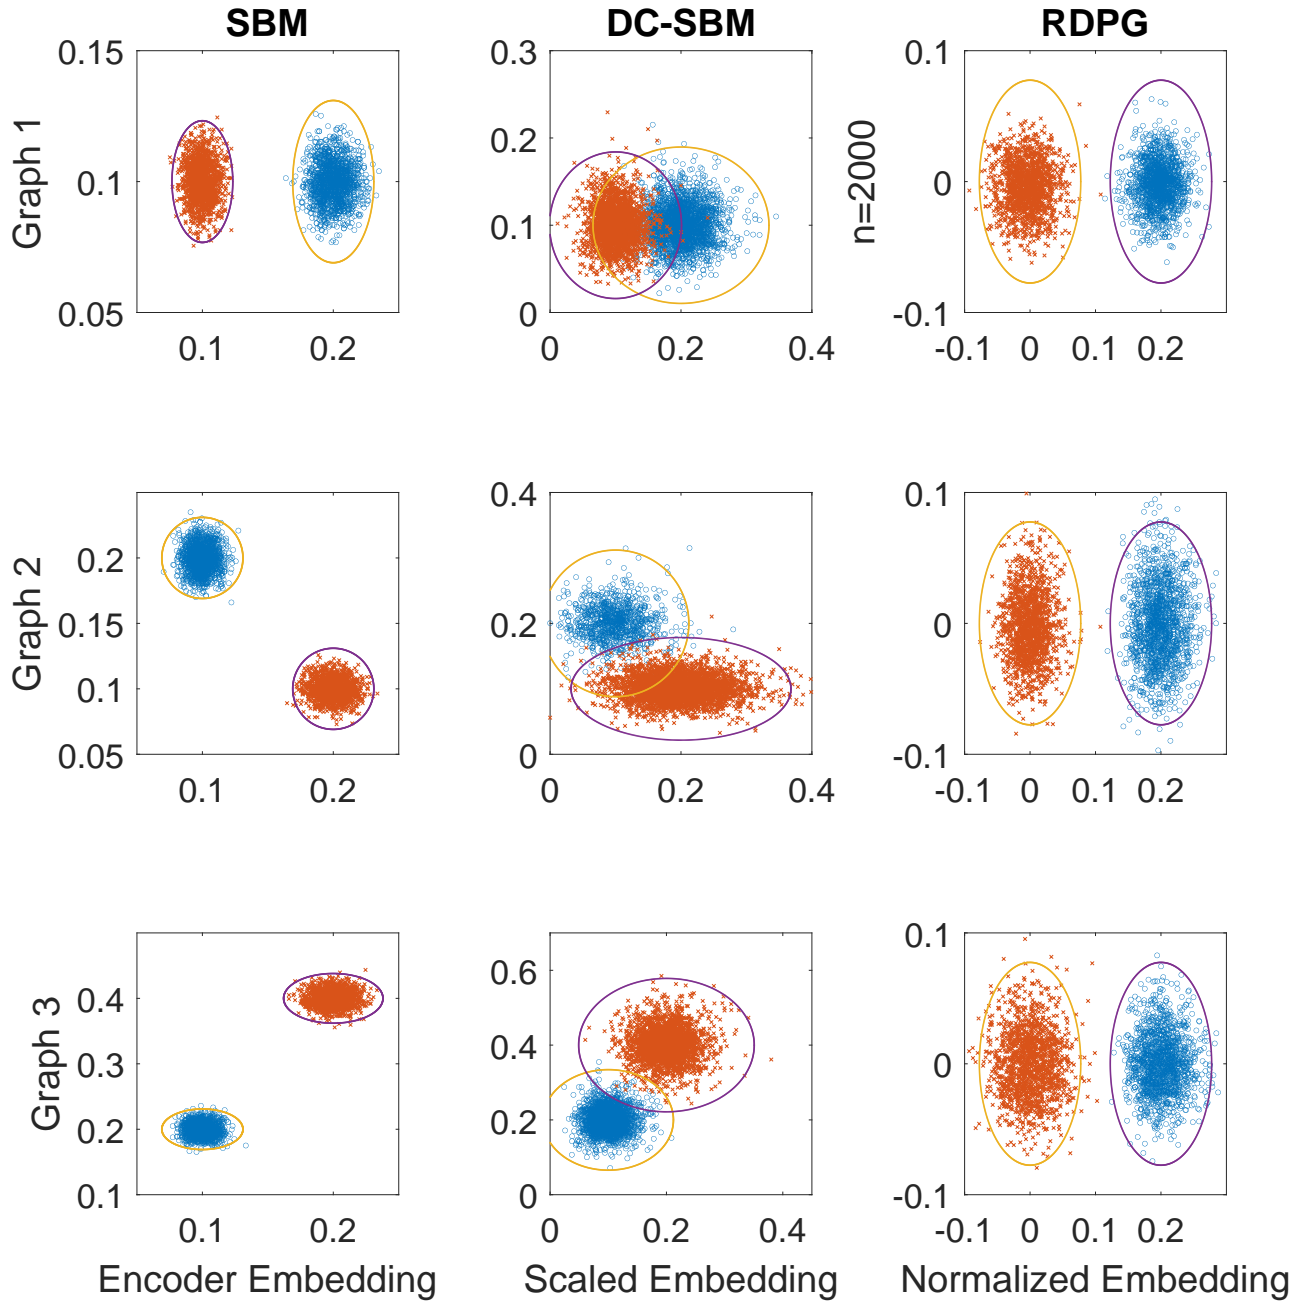 SBM DC-SBM RDPG
Graph 1
0.15
0.1
0.05
0.1 0.2
0.3
0.2
0.1
0
0 0.2 0.4
n=2000
0.1
0
-0.1
-0.1 0 0.1 0.2
Graph 2
0.2
0.15
0.1
0.05
0.1 0.2
0.4
0.2
0
0 0.2 0.4
0.1
0
-0.1
-0.1 0 0.1 0.2
Graph 3
0.4
0.3
0.2
0.1
0.1 0.2
Encoder Embedding
0.6
0.4
0.2
0
0 0.2 0.4
Scaled Embedding
0.1
0
-0.1
-0.1 0 0.1 0.2
Normalized Embedding